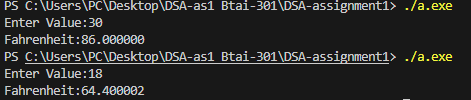 PS C:\Users\PC\Desktop\DSA-as1 Btai-301\DSA-assignment1> ./a.exe
Enter Value:30
Fahrenheit:86.000000
PS C:\Users\PC\Desktop\DSA-as1 Btai-301\DSA-assignment1> ./a.exe
Enter Value:18
Fahrenheit:64.400002